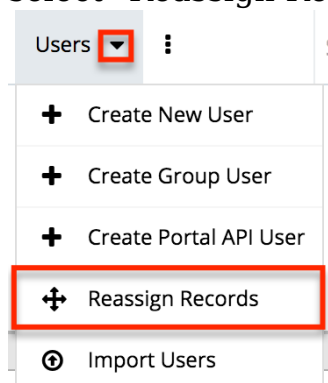 Users
Create New User
Create Group User
Create Portal API User
Reassign Records
Import Users